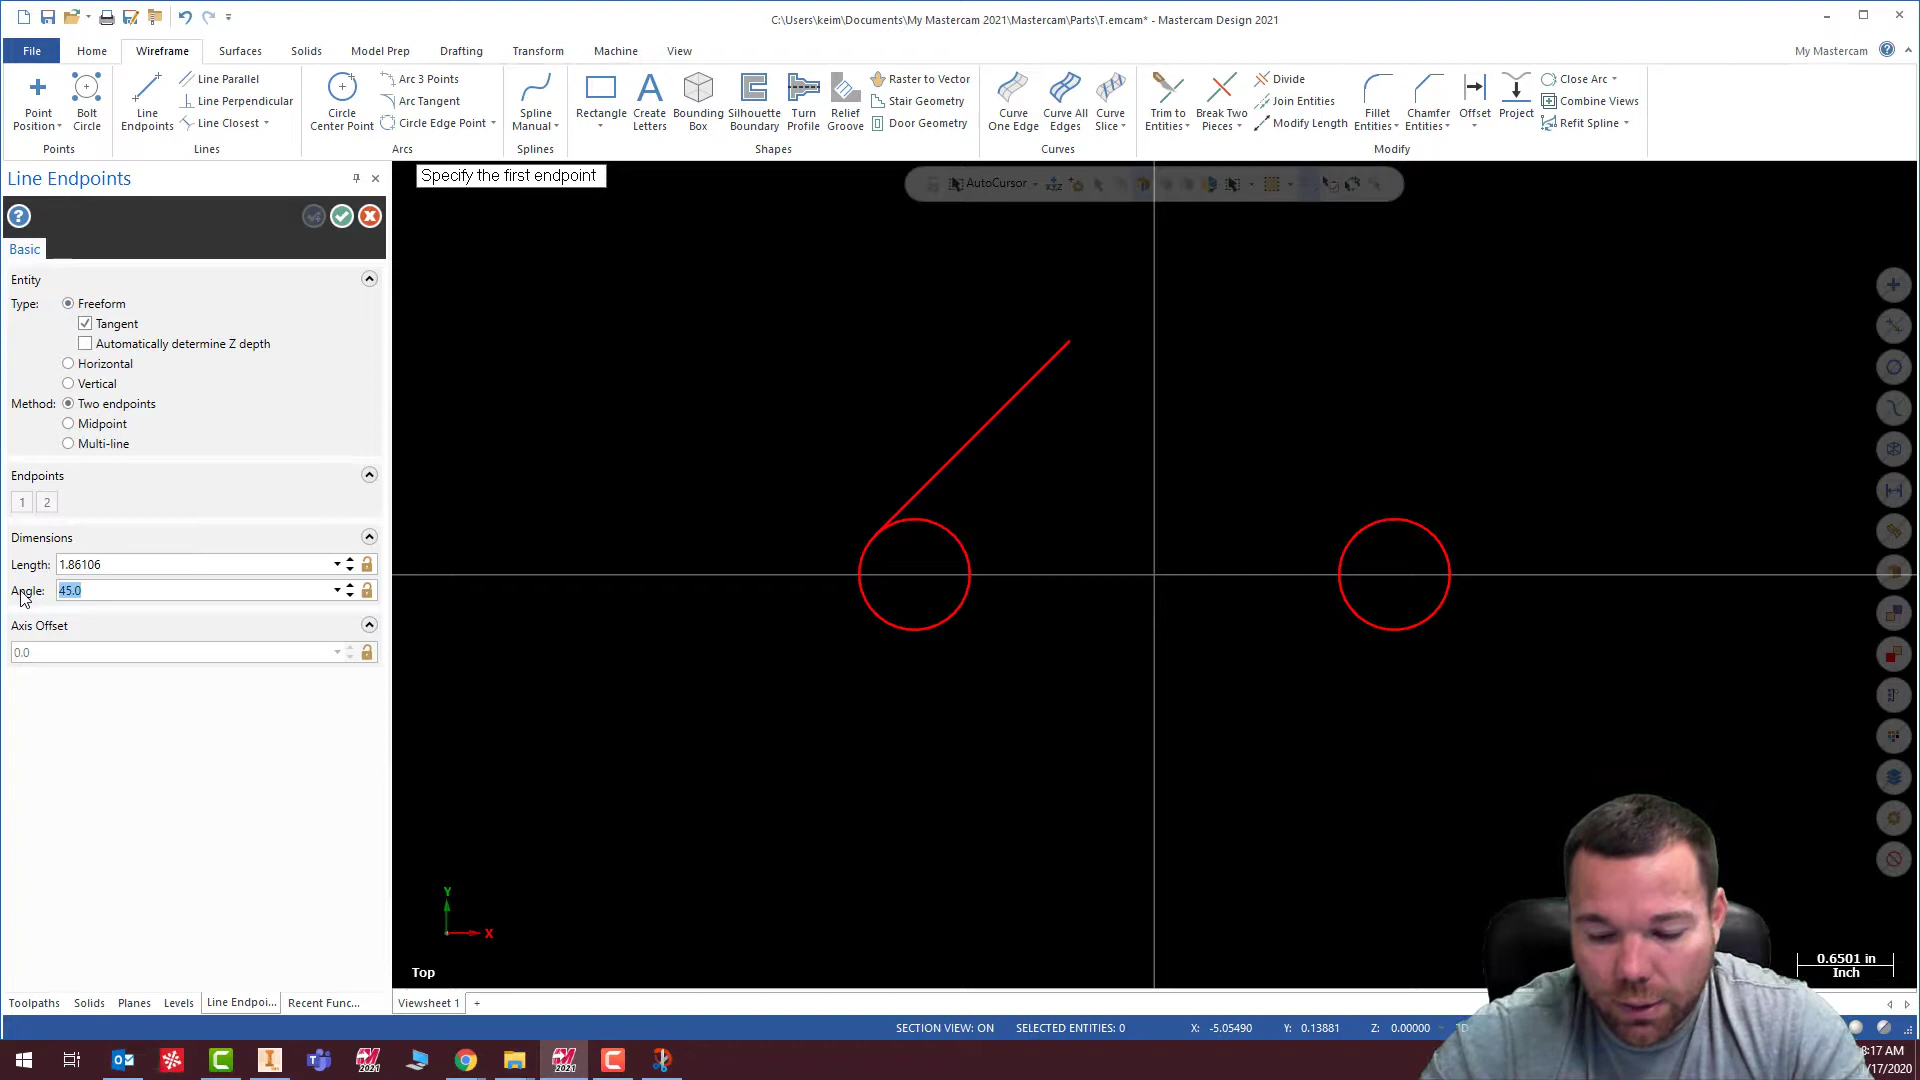 C:\Users\keim\Documents\My Mastercam 2021\Mastercam\Parts\T.emcam* - Mastercam Design 2021
File
Home
Wireframe
Surfaces
Solids
Model Prep
Drafting
Transform
Machine
View
My Mastercam
Point Position
Bolt Circle
Points
Line Endpoints
Line Parallel
Line Perpendicular
Line Closest
Lines
Circle Center Point
Arc 3 Points
Arc Tangent
Circle Edge Point
Arcs
Spline Manual
Splines
Rectangle
Create Letters
Bounding Box
Silhouette Boundary
Turn Profile
Relief Groove
Raster to Vector
Stair Geometry
Door Geometry
Shapes
Curve One Edge
Curve All Edges
Curve Slice
Curves
Trim to Entities
Break Two Pieces
Divide
Join Entities
Modify Length
Fillet Entities
Chamfer Entities
Offset
Project
Close Arc
Combine Views
Refit Spline
Modify
Line Endpoints
Specify the first endpoint
AutoCursor
Basic
Entity
Type:
Freeform
Tangent
Automatically determine Z depth
Horizontal
Vertical
Method:
Two endpoints
Midpoint
Multi-line
Endpoints
1
2
Dimensions
Length:
1.86106
Angle:
45.0
Axis Offset
0.0
Y
X
Top
0.6501 in
Inch
Toolpaths
Solids
Planes
Levels
Line Endpoi...
Recent Func...
Viewsheet 1
+
SECTION VIEW: ON
SELECTED ENTITIES: 0
X: -5.05490
Y: 0.13881
Z: 0.00000
2021
2021
8:17 AM
/17/2020